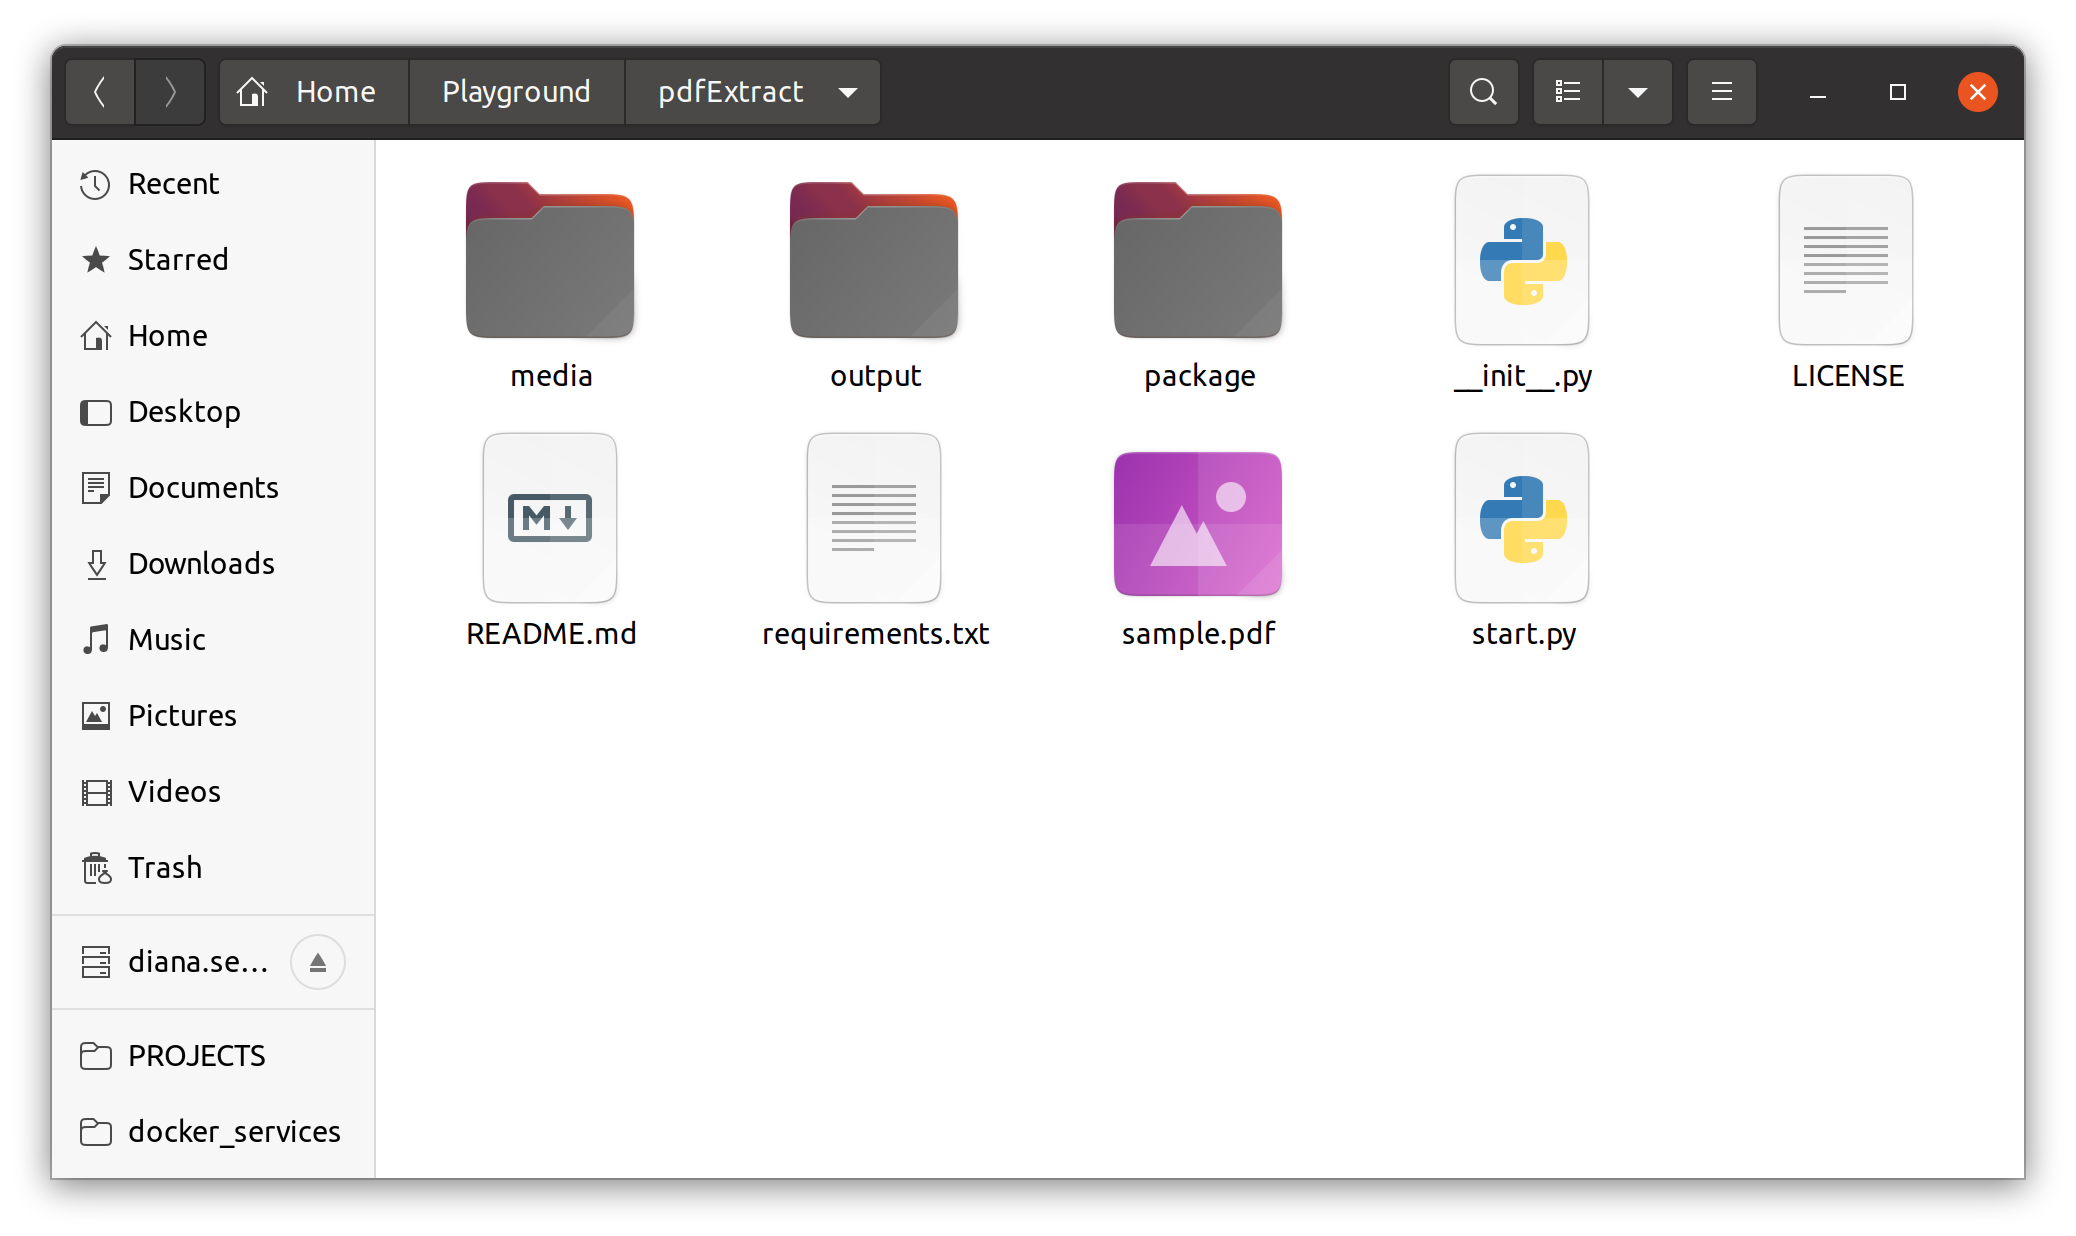 Home Playground pdfExtract
Recent
Starred
Home
Desktop
Documents
Downloads
Music
Pictures
Videos
Trash
diana.se...
PROJECTS
docker_services
media output package __init__.py LICENSE
README.md requirements.txt sample.pdf start.py